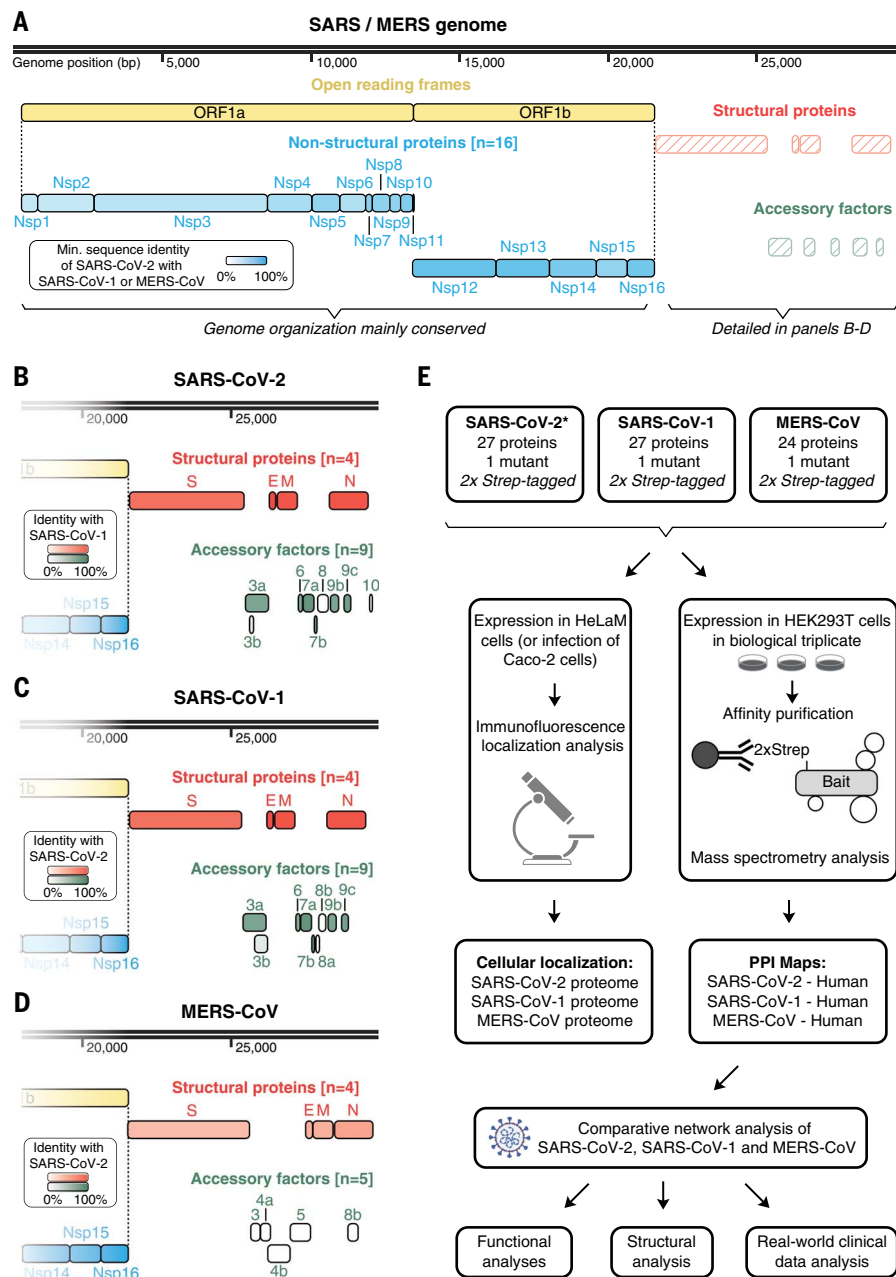 A
SARS / MERS genome
Genome position (bp)
5,000
10,000
15,000
20,000
25,000
Open reading frames
ORF1a
ORF1b
Structural proteins
Non-structural proteins [n=16]
Nsp8
Nsp2
Nsp4
Nsp6
Nsp10
Nsp1
Nsp3
Nsp5
Nsp9
Nsp7
Nsp11
Accessory factors
Min. sequence identity
of SARS-CoV-2 with
SARS-CoV-1 or MERS-CoV
0%
100%
Nsp13
Nsp15
Nsp12
Nsp14
Nsp16
Genome organization mainly conserved
Detailed in panels B-D
B
SARS-CoV-2
20,000
25,000
Structural proteins [n=4]
1b
S
E
M
N
Identity with
SARS-CoV-1
0%
100%
Accessory factors [n=9]
3a
6
7a
8
9b
9c
10
3b
7b
Nsp15
Nsp14
Nsp16
C
SARS-CoV-1
20,000
25,000
Structural proteins [n=4]
1b
S
E
M
N
Identity with
SARS-CoV-2
0%
100%
Accessory factors [n=9]
3a
6
7a
8b
9b
9c
3b
7b
8a
Nsp15
Nsp14
Nsp16
D
MERS-CoV
20,000
25,000
Structural proteins [n=4]
b
S
E
M
N
Identity with
SARS-CoV-2
0%
100%
Accessory factors [n=5]
4a
3
5
8b
4b
Nsp15
Nsp14
Nsp16
E
SARS-CoV-2*
27 proteins
1 mutant
2x Strep-tagged
SARS-CoV-1
27 proteins
1 mutant
2x Strep-tagged
MERS-CoV
24 proteins
1 mutant
2x Strep-tagged
Expression in HeLaM
cells (or infection of
Caco-2 cells)
Immunofluorescence
localization analysis
Expression in HEK293T cells
in biological triplicate
Affinity purification
2xStrep
Bait
Mass spectrometry analysis
Cellular localization:
SARS-CoV-2 proteome
SARS-CoV-1 proteome
MERS-CoV proteome
PPI Maps:
SARS-CoV-2 - Human
SARS-CoV-1 - Human
MERS-CoV - Human
Comparative network analysis of
SARS-CoV-2, SARS-CoV-1 and MERS-CoV
Functional
analyses
Structural
analysis
Real-world clinical
data analysis